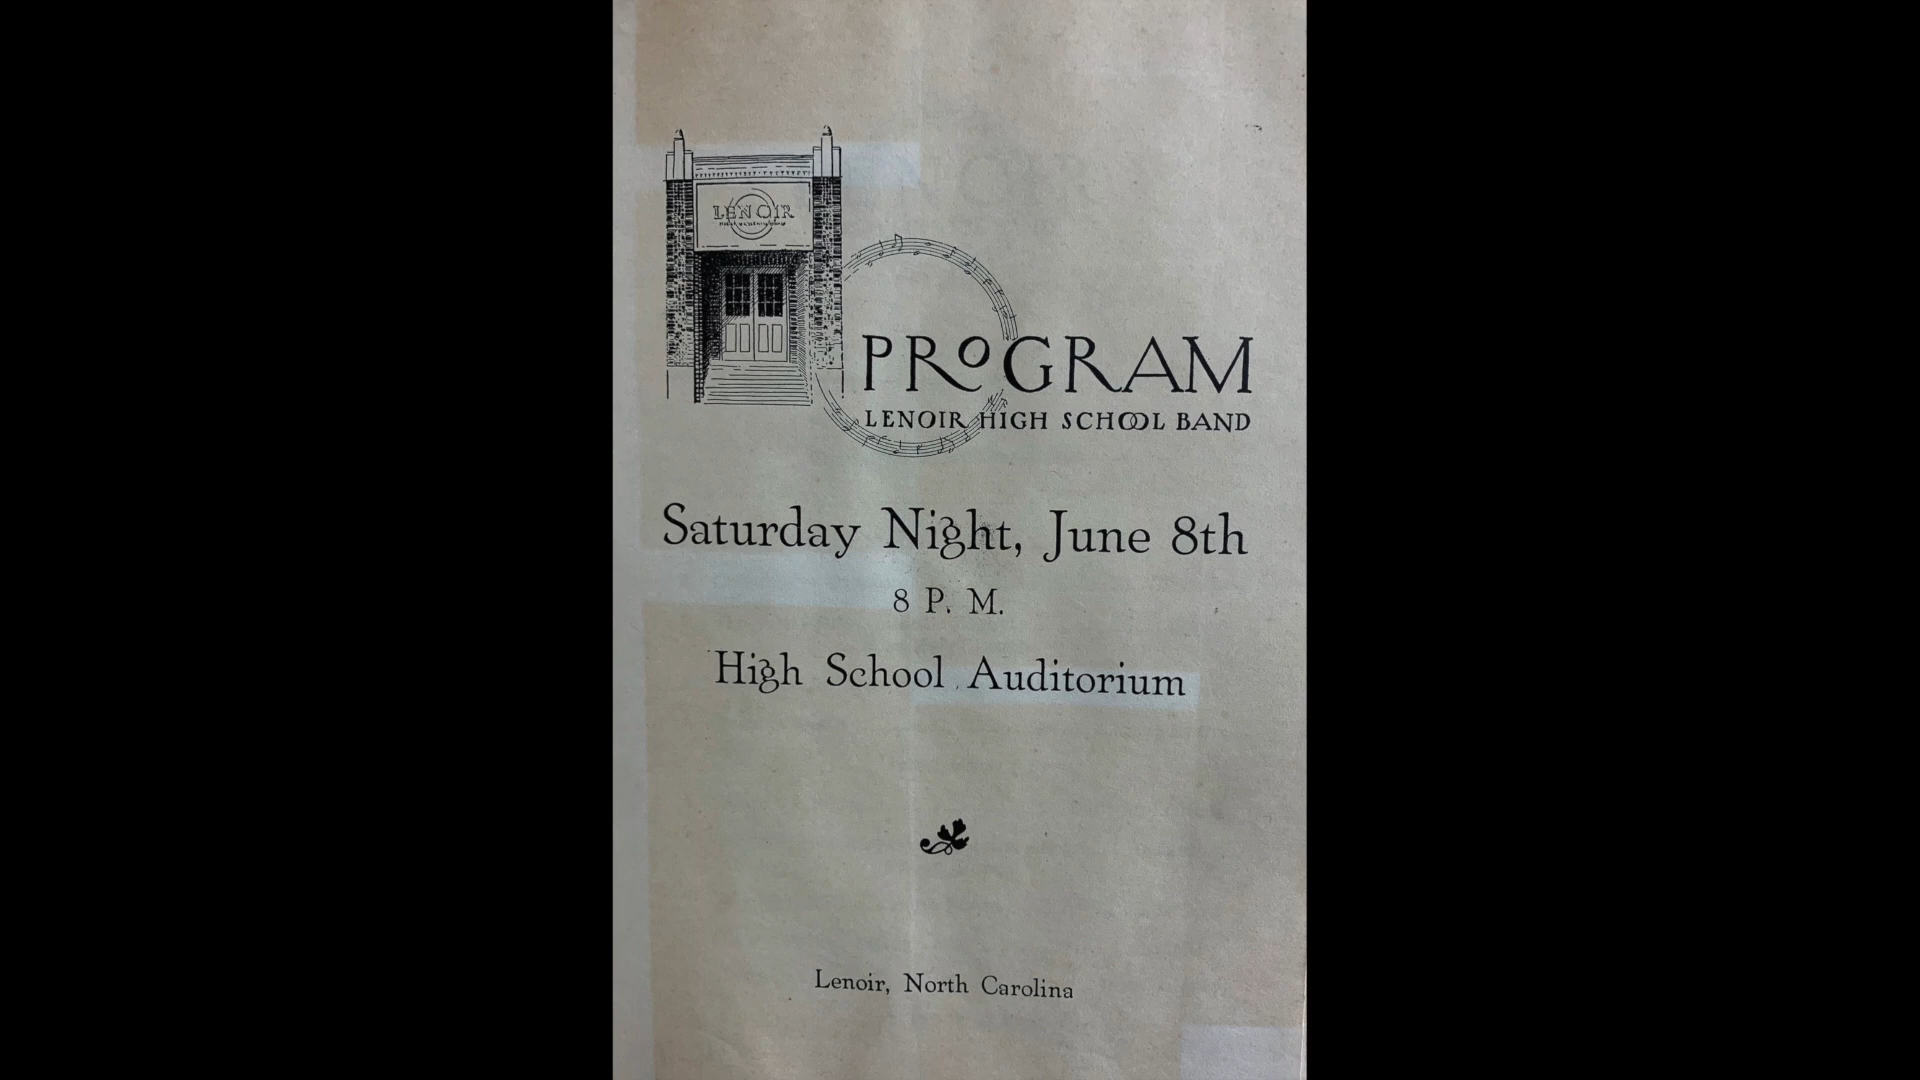 LENOIR
PROGRAM
LENOIR HIGH SCHOOL BAND
Saturday Night, June 8th
8 P. M.
High School Auditorium
Lenoir, North Carolina